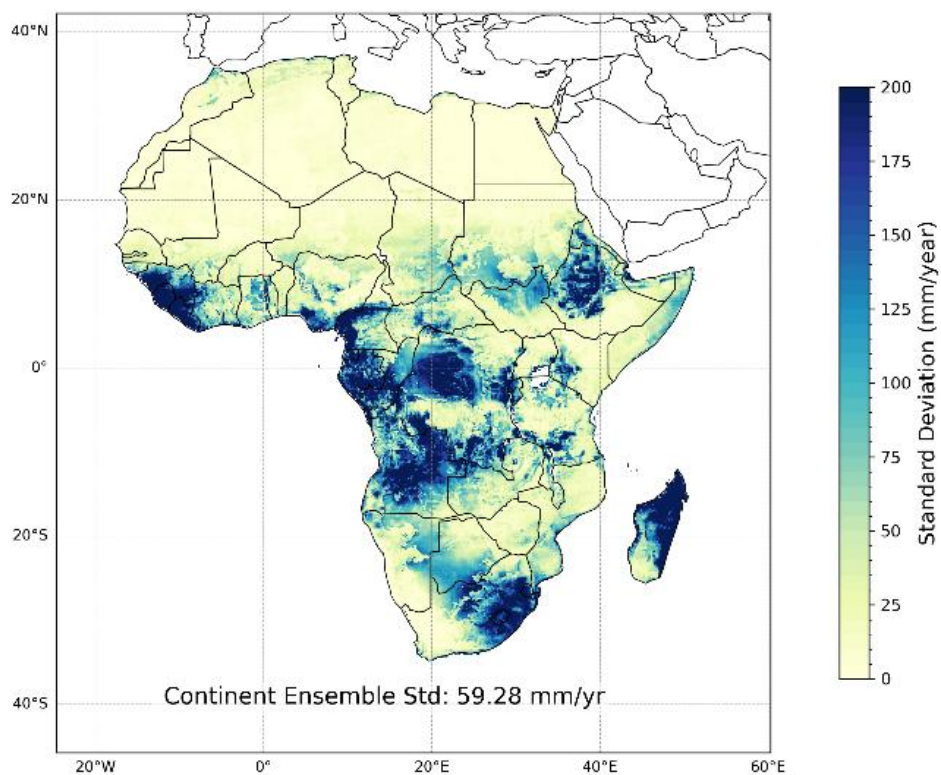 40°N
20°N
0°
20°S
40°S
20°W
0°
20°E
40°E
60°E
Continent Ensemble Std: 59.28 mm/yr
200
175
150
125
100
75
50
25
0
Standard Deviation (mm/year)